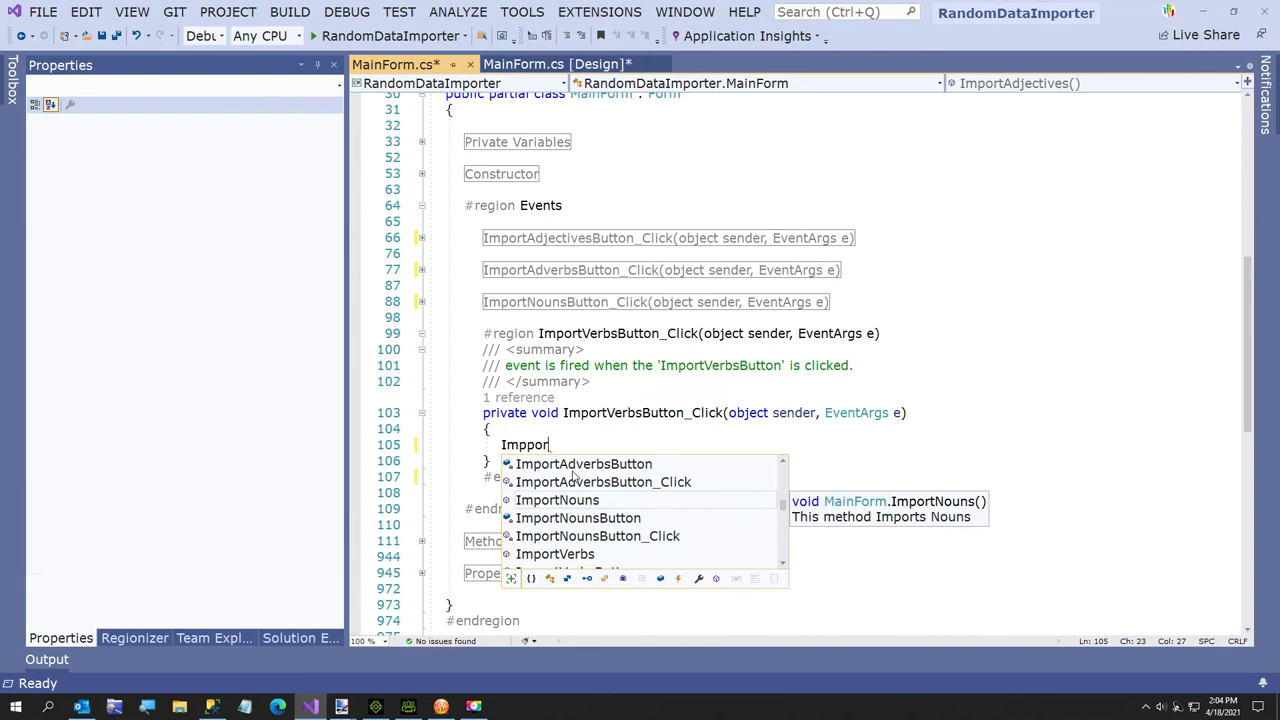 FILE EDIT VIEW GIT PROJECT BUILD DEBUG TEST ANALYZE TOOLS EXTENSIONS WINDOW HELP Search (Ctrl+Q) RandomDataImporter
Debu Any CPU RandomDataImporter Application Insights Live Share
Toolbox
Properties
MainForm.cs* MainForm.cs [Design]*
RandomDataImporter RandomDataImporter.MainForm ImportAdjectives()
Notifications
30 public partial class MainForm : Form
31 {
32
33 Private Variables
52
53 Constructor
63
64 #region Events
65
66 ImportAdjectivesButton_Click(object sender, EventArgs e)
76
77 ImportAdverbsButton_Click(object sender, EventArgs e)
87
88 ImportNounsButton_Click(object sender, EventArgs e)
98
99 #region ImportVerbsButton_Click(object sender, EventArgs e)
100 /// <summary>
101 /// event is fired when the 'ImportVerbsButton' is clicked.
102 /// </summary>
1 reference
103 private void ImportVerbsButton_Click(object sender, EventArgs e)
104 {
105 Imppor
106 }
107 #e
108
109 #endr
110
111 Metho
944
945 Prope
972
973 }
974 #endregion
975
ImportAdverbsButton
ImportAdverbsButton_Click
ImportNouns
ImportNounsButton
ImportNounsButton_Click
ImportVerbs
void MainForm.ImportNouns()
This method Imports Nouns
100 % No issues found Ln: 105 Ch: 23 Col: 27 SPC CRLF
Properties Regionizer Team Expl... Solution E...
Output
Ready
2:04 PM
4/18/2021